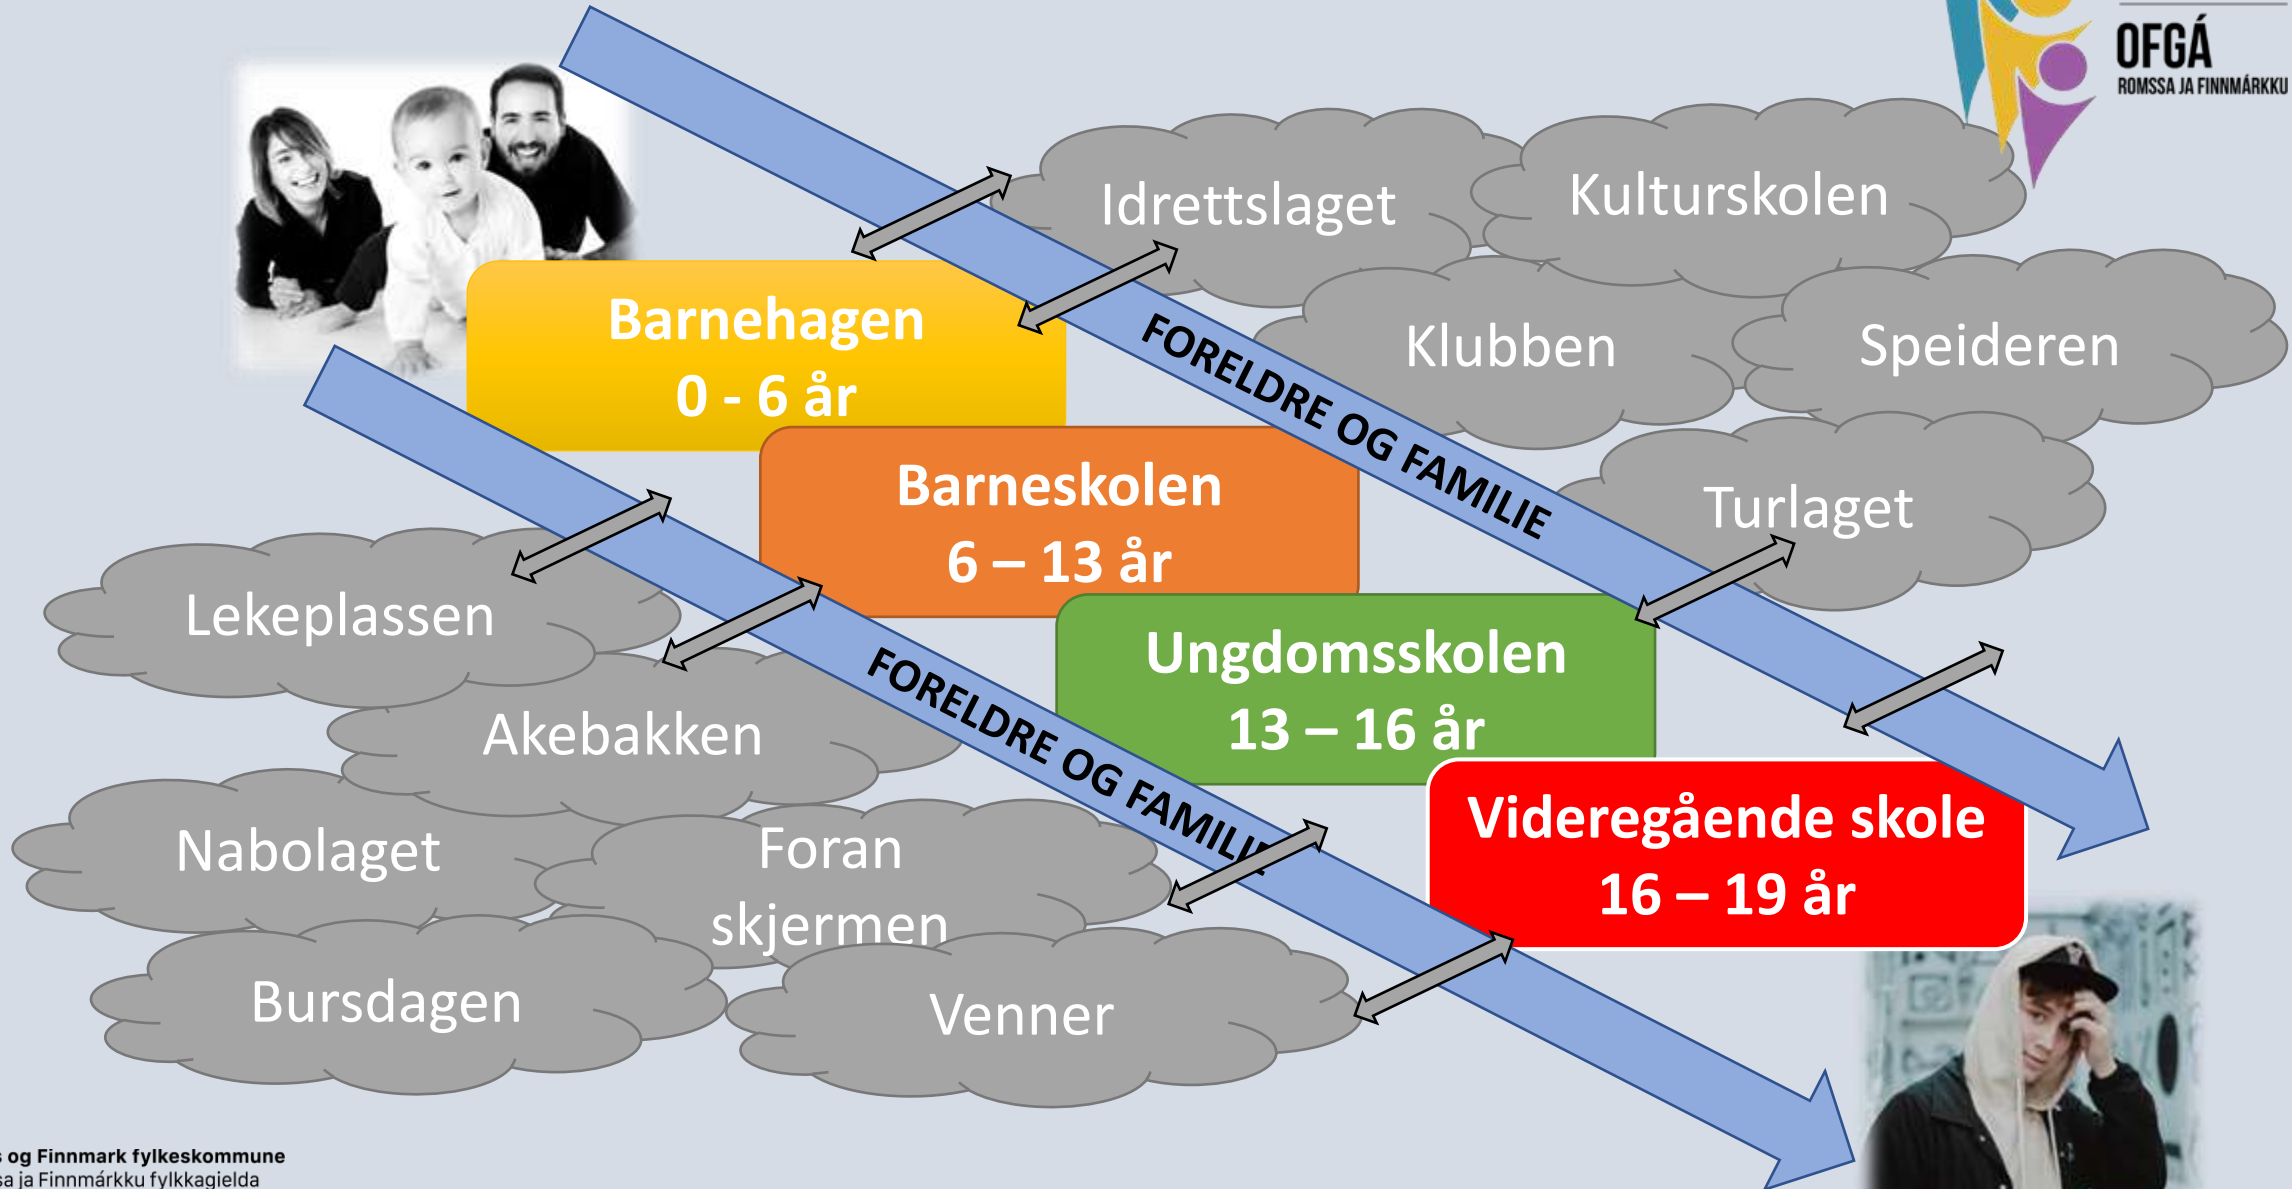 OFGÁ
ROMSSA JA FINNMÁRKKU
Idrettslaget
Kulturskolen
Barnehagen
0 - 6 år
Klubben
Speideren
FORELDRE OG FAMILIE
Barneskolen
6 – 13 år
Turlaget
Lekeplassen
Ungdomsskolen
13 – 16 år
Akebakken
FORELDRE OG FAMILIE
Videregående skole
16 – 19 år
Nabolaget
Foran
skjermen
Bursdagen
Venner
og Finnmark fylkeskommune
ja Finnmárkku fylkkagielda